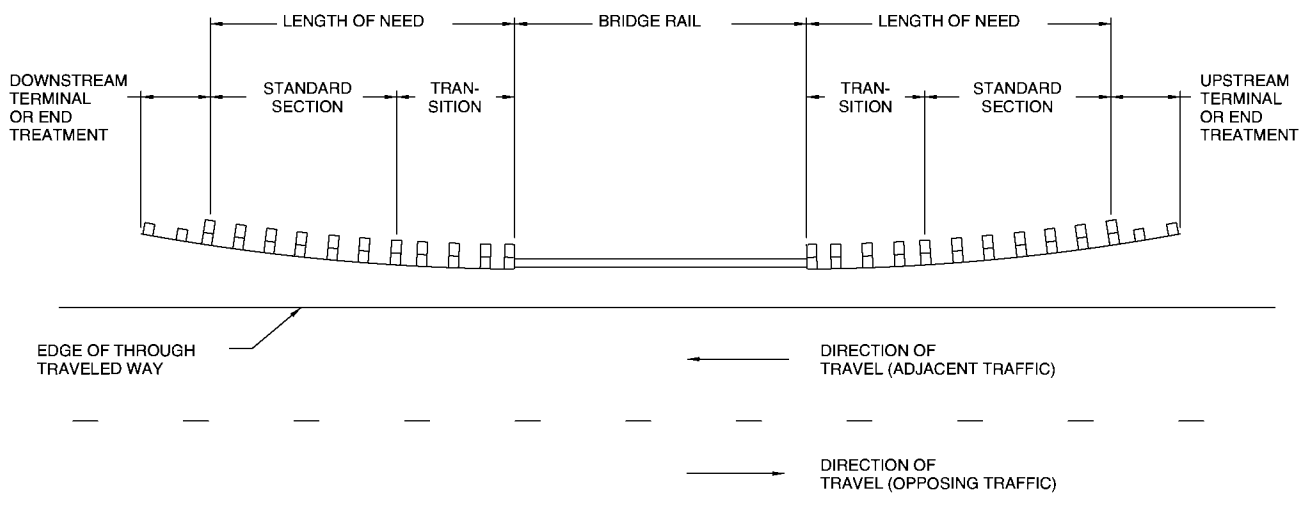 LENGTH OF NEED
BRIDGE RAIL
LENGTH OF NEED
DOWNSTREAM
TERMINAL
OR END
TREATMENT
STANDARD
SECTION
TRAN-
SITION
TRAN-
SITION
STANDARD
SECTION
UPSTREAM
TERMINAL
OR END
TREATMENT
EDGE OF THROUGH
TRAVELED WAY
DIRECTION OF
TRAVEL (ADJACENT TRAFFIC)
DIRECTION OF
TRAVEL (OPPOSING TRAFFIC)